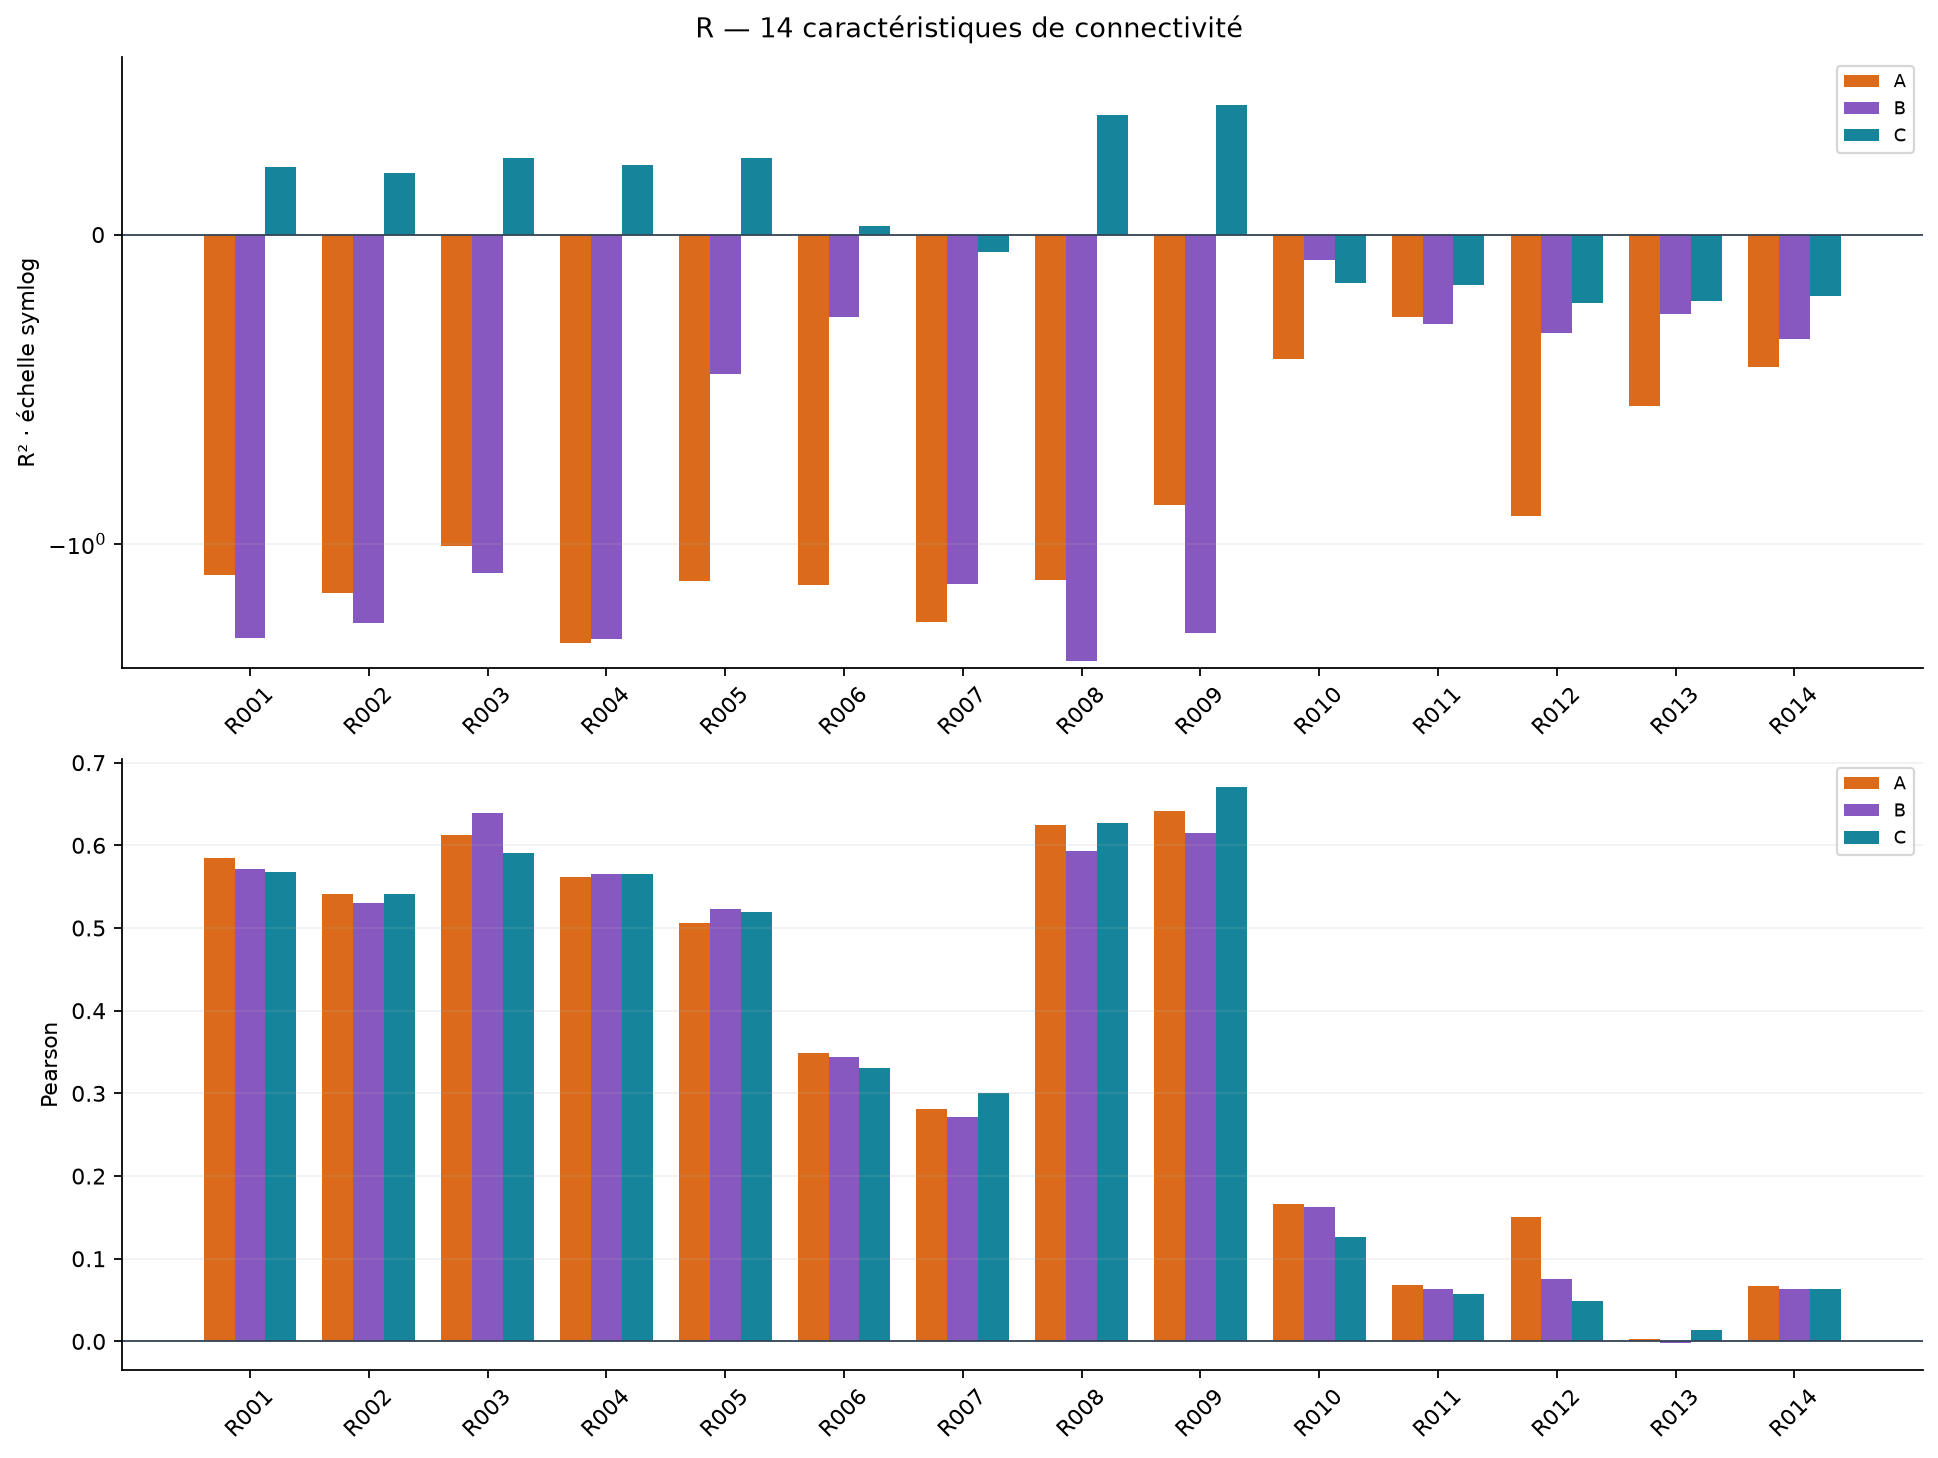 R — 14 caractéristiques de connectivité
A
B
C
0
−10⁰
R² · échelle symlog
R001 R002 R003 R004 R005 R006 R007 R008 R009 R010 R011 R012 R013 R014
0.7
0.6
0.5
0.4
0.3
0.2
0.1
0.0
Pearson
A
B
C
R001 R002 R003 R004 R005 R006 R007 R008 R009 R010 R011 R012 R013 R014